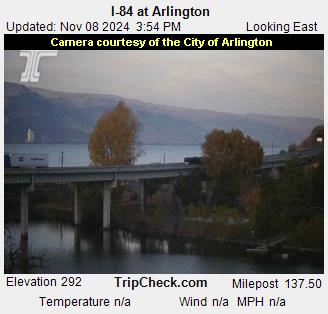 I-84 at Arlington
Updated: Nov 08 2024 3:54 PM Looking East
Camera courtesy of the City of Arlington
Elevation 292 TripCheck.com Milepost 137.50
Temperature n/a Wind n/a MPH n/a